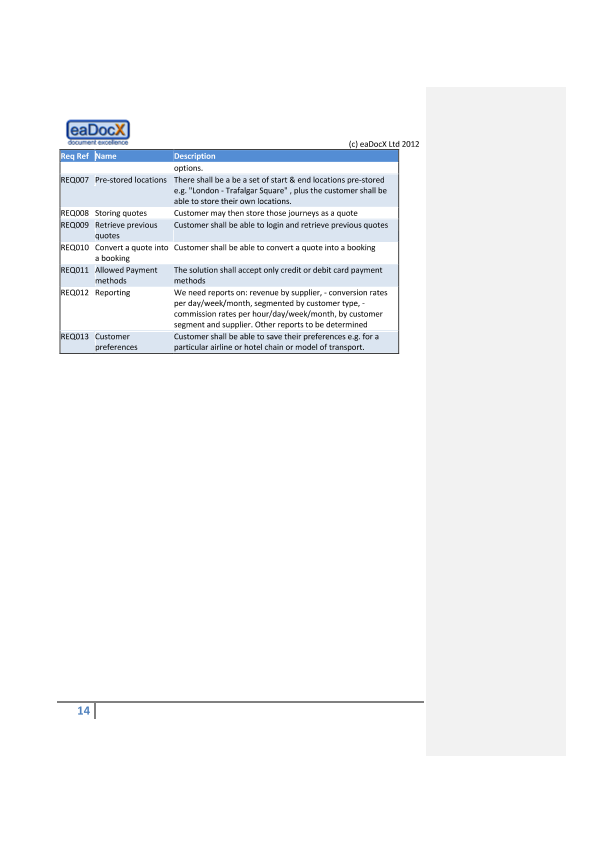 eaDocX
document excellence
(c) eaDocX Ltd 2012
Req Ref Name Description
options.
REQ007 Pre-stored locations There shall be a be a set of start & end locations pre-stored
e.g. "London - Trafalgar Square" , plus the customer shall be
able to store their own locations.
REQ008 Storing quotes Customer may then store those journeys as a quote
REQ009 Retrieve previous Customer shall be able to login and retrieve previous quotes
quotes
REQ010 Convert a quote into Customer shall be able to convert a quote into a booking
a booking
REQ011 Allowed Payment The solution shall accept only credit or debit card payment
methods methods
REQ012 Reporting We need reports on: revenue by supplier, - conversion rates
per day/week/month, segmented by customer type, -
commission rates per hour/day/week/month, by customer
segment and supplier. Other reports to be determined
REQ013 Customer Customer shall be able to save their preferences e.g. for a
preferences particular airline or hotel chain or model of transport.
14